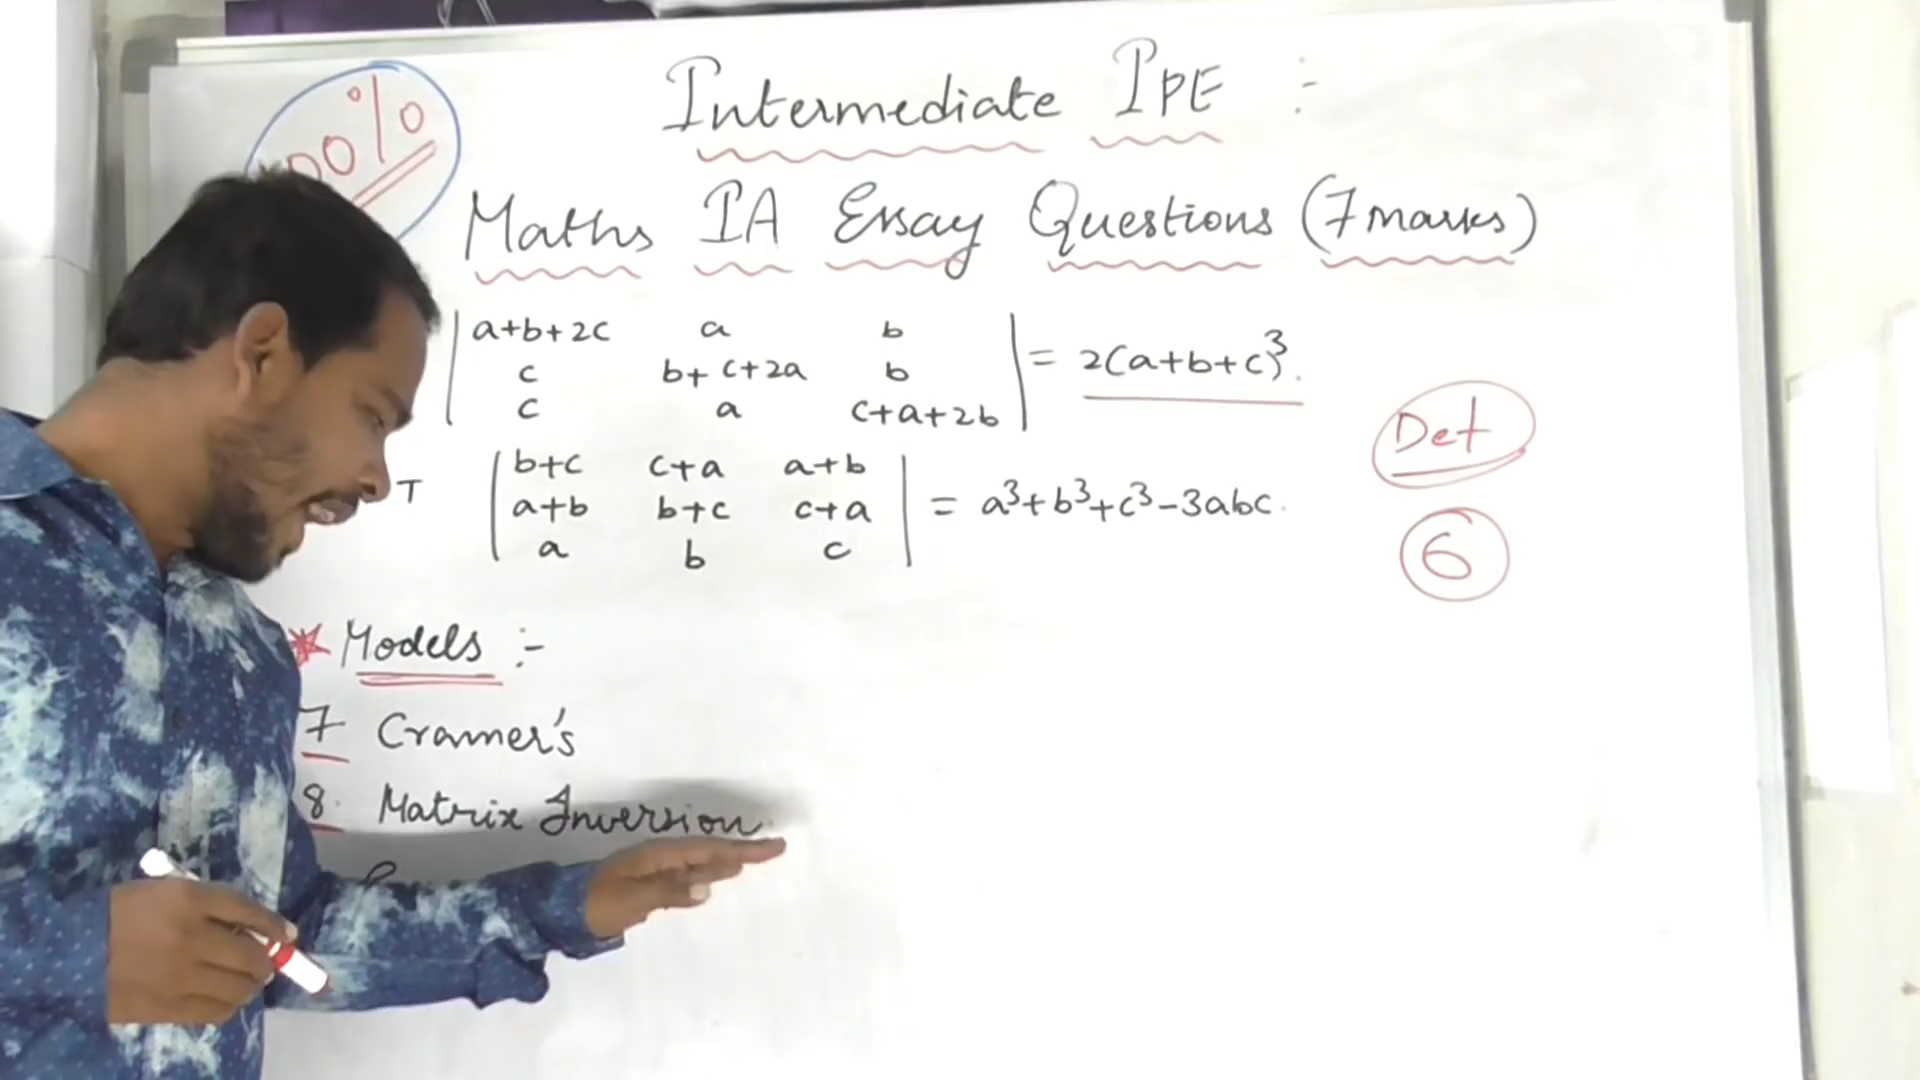 00%
Intermediate IPE :-
Maths IA Essay Questions (7 marks)
| a+b+2c a b |
| c b+c+2a b | = 2(a+b+c)³.
| c a c+a+2b |
Det
T | b+c c+a a+b |
| a+b b+c c+a | = a³+b³+c³-3abc.
| a b c |
6
* Models :-
7 Cramer's
8. Matrix Inversion